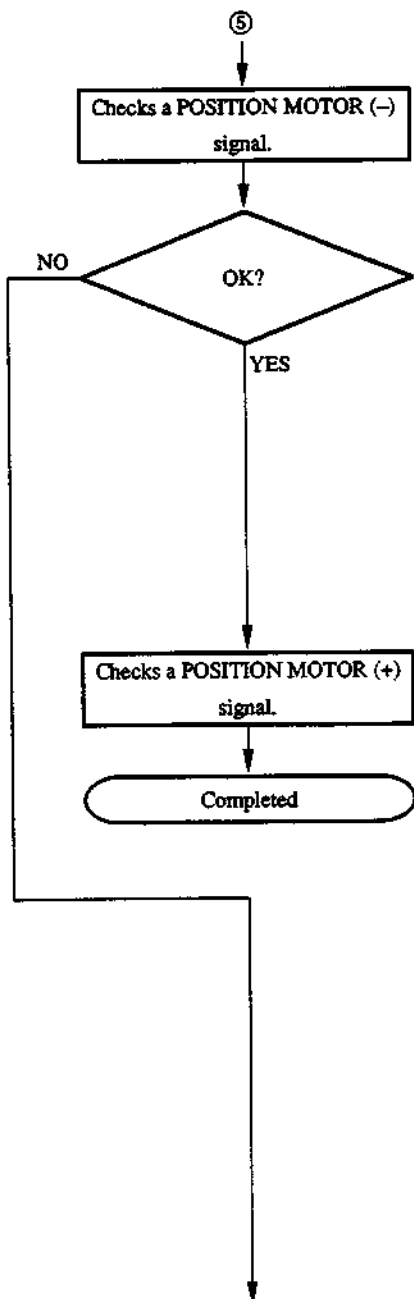 ⑤
Checks a POSITION MOTOR (–)
signal.
NO
OK?
YES
Checks a POSITION MOTOR (+)
signal.
Completed